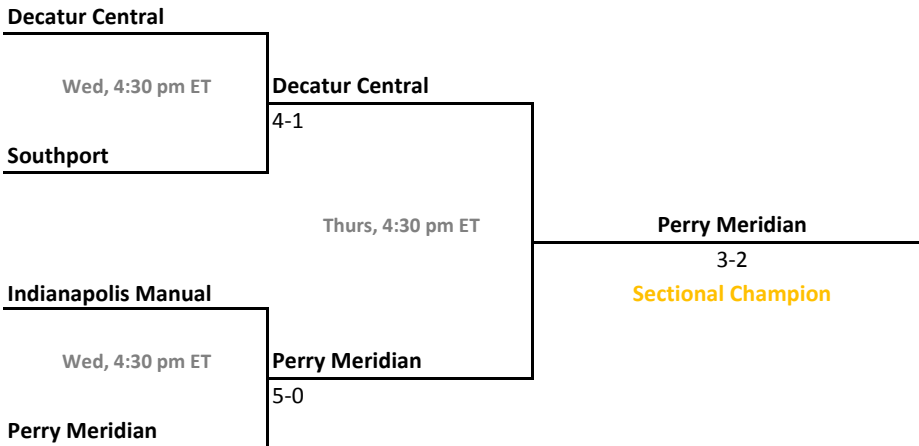 Decatur Central
Wed, 4:30 pm ET
Decatur Central
4-1
Southport
Thurs, 4:30 pm ET
Perry Meridian
3-2
Sectional Champion
Indianapolis Manual
Wed, 4:30 pm ET
Perry Meridian
5-0
Perry Meridian